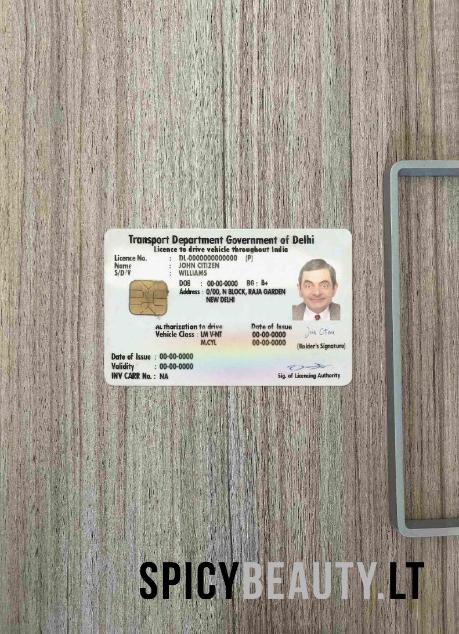 Transport Department Government of Delhi
Licence to drive vehicle throughout India
Licence No. : DL-0000000000000 (P)
Name : JOHN CITIZEN
S/D/V : WILLIAMS
DOB : 00-00-0000 BG : B+
Address : 0/00, N BLOCK, RAJA GARDEN
NEW DELHI
authorization to drive Date of Issue
Vehicle Class : LM V-NT 00-00-0000
M.CYL 00-00-0000
(Holder's Signature)
Date of Issue : 00-00-0000
Validity : 00-00-0000
INV CARR No. : NA
Sig. of Licensing Authority
SPICYBEAUTY.LT